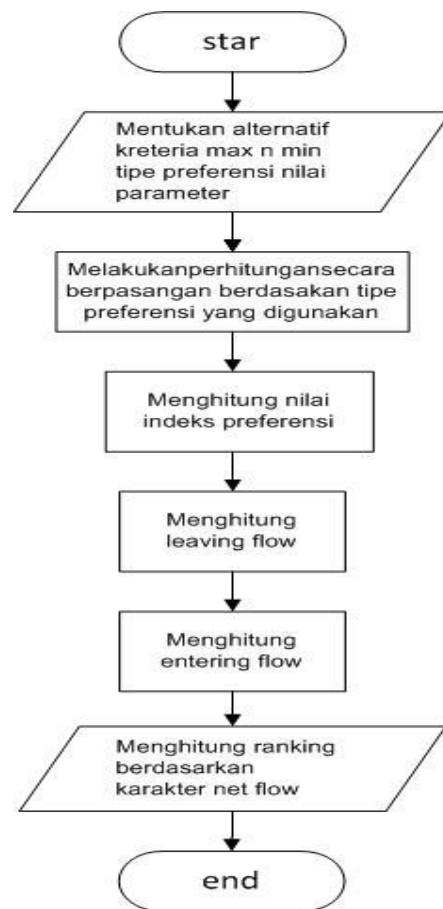 star
Mentukan alternatif
kreteria max n min
tipe preferensi nilai
parameter
Melakukanperhitungansecara
berpasangan berdasakan tipe
preferensi yang digunakan
Menghitung nilai
indeks preferensi
Menghitung
leaving flow
Menghitung
entering flow
Menghitung ranking
berdasarkan
karakter net flow
end